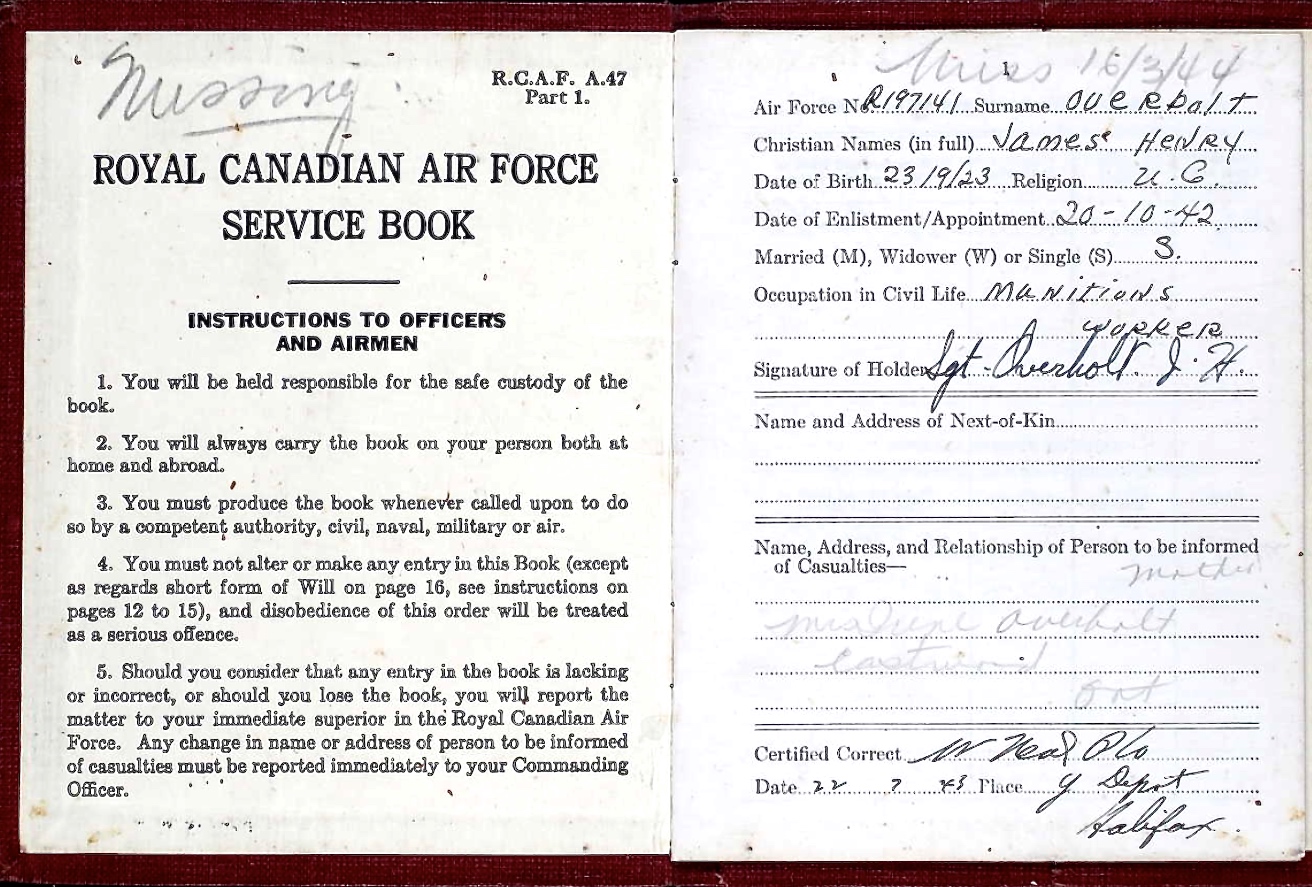 Missing
R.C.A.F. A.47
Part 1.
ROYAL CANADIAN AIR FORCE
SERVICE BOOK
INSTRUCTIONS TO OFFICERS
AND AIRMEN
1. You will be held responsible for the safe custody of the
book.
2. You will always carry the book on your person both at
home and abroad.
3. You must produce the book whenever called upon to do
so by a competent authority, civil, naval, military or air.
4. You must not alter or make any entry in this Book (except
as regards short form of Will on page 16, see instructions on
pages 12 to 15), and disobedience of this order will be treated
as a serious offence.
5. Should you consider that any entry in the book is lacking
or incorrect, or should you lose the book, you will report the
matter to your immediate superior in the Royal Canadian Air
Force. Any change in name or address of person to be informed
of casualties must be reported immediately to your Commanding
Officer.
Miss 16/3/44
1
Air Force No. R197141 Surname OVERHOLT
Christian Names (in full) JAMES HENRY
Date of Birth 23/9/23 Religion U.C.
Date of Enlistment/Appointment 20-10-42
Married (M), Widower (W) or Single (S) S.
Occupation in Civil Life MUNITIONS
WORKER
Signature of Holder Sgt. Overholt. J. H.
Name and Address of Next-of-Kin
Name, Address, and Relationship of Person to be informed
of Casualties—
mother
Overholt
Eastwood
Ont
Certified Correct W Neal P/O
Date 22 7 43 Place Y Depot
Halifax.